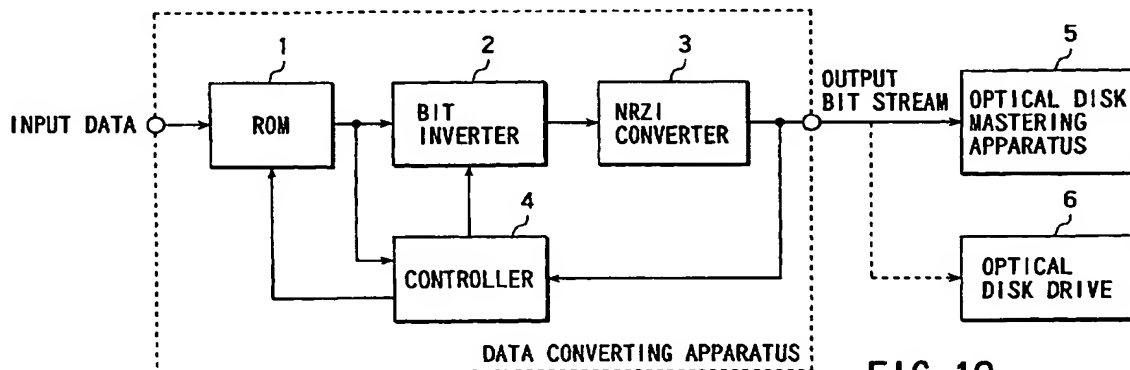 1
2
3
5
INPUT DATA
ROM
BIT
INVERTER
NRZI
CONVERTER
OUTPUT
BIT STREAM
OPTICAL DISK
MASTERING
APPARATUS
4
CONTROLLER
6
OPTICAL
DISK DRIVE
DATA CONVERTING APPARATUS